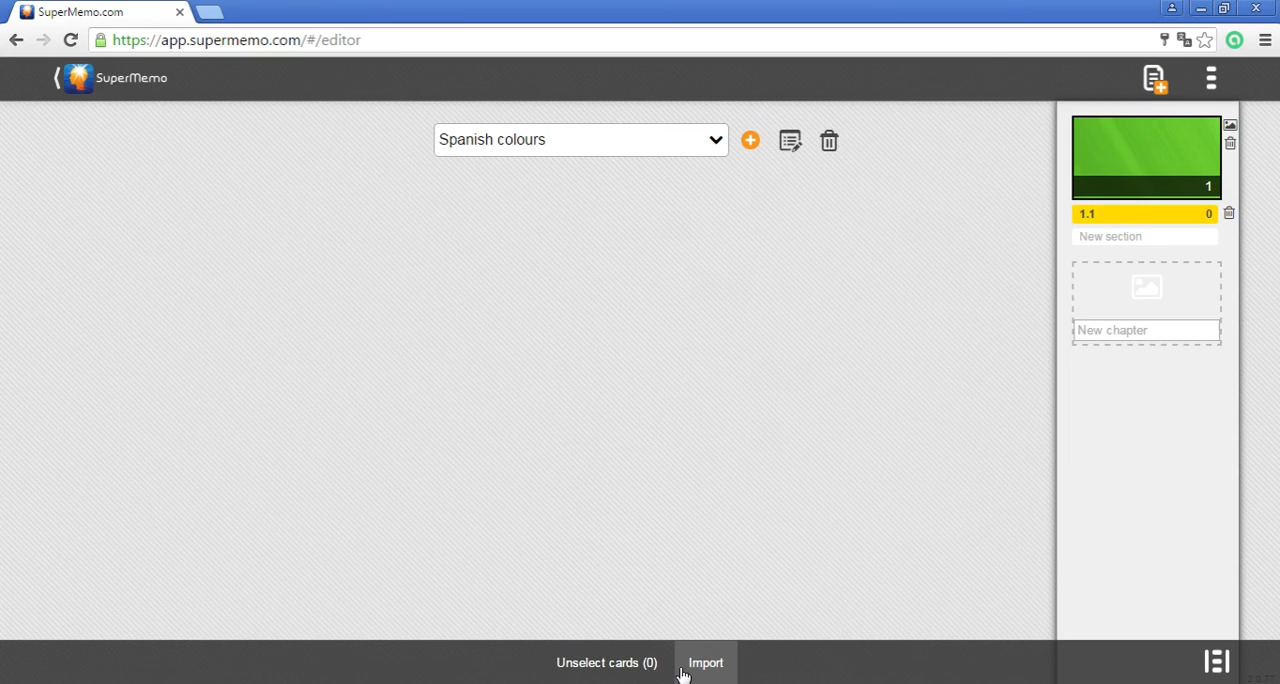 SuperMemo.com
https://app.supermemo.com/#/editor
SuperMemo
Spanish colours
1
1.1 0
New section
New chapter
Unselect cards (0) Import